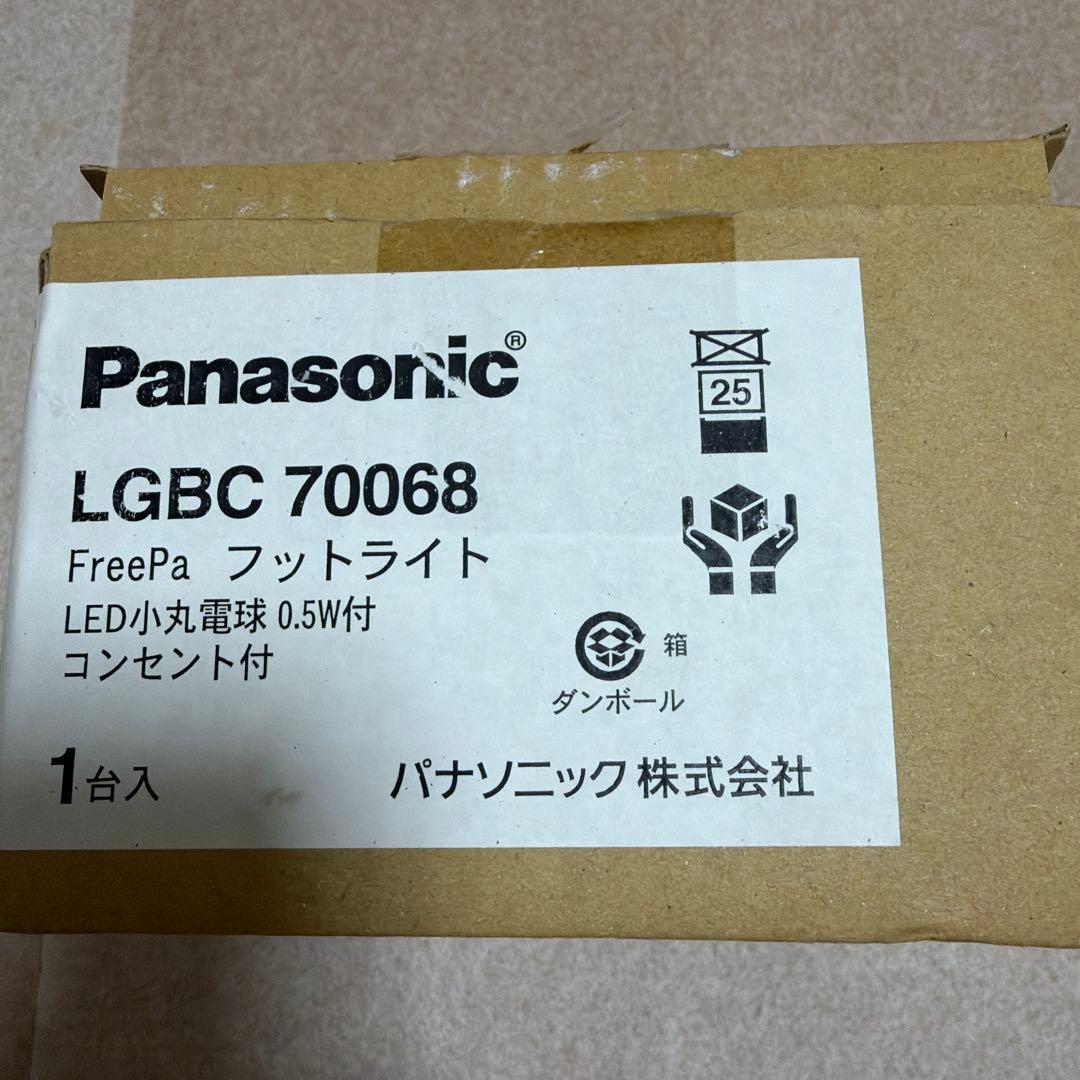 Panasonic®
LGBC 70068
FreePa フットライト
LED小丸電球 0.5W付
コンセント付
1台入
25
箱
ダンボール
パナソニック株式会社